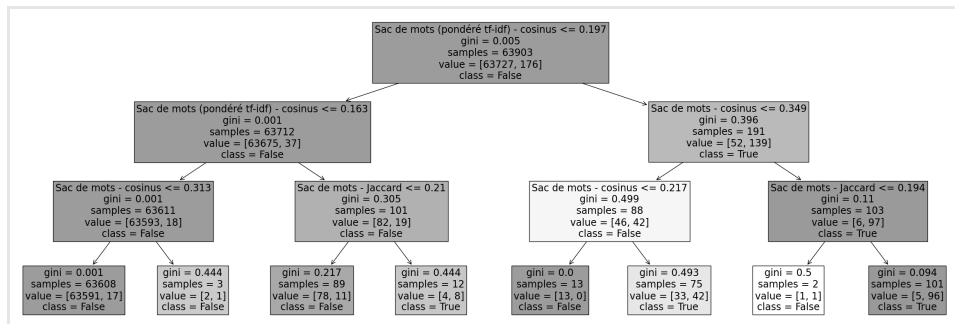 Sac de mots (pondéré tf-idf) - cosinus <= 0.197
gini = 0.005
samples = 63903
value = [63727, 176]
class = False
Sac de mots (pondéré tf-idf) - cosinus <= 0.163
gini = 0.001
samples = 63712
value = [63675, 37]
class = False
Sac de mots - cosinus <= 0.349
gini = 0.396
samples = 191
value = [52, 139]
class = True
Sac de mots - cosinus <= 0.313
gini = 0.001
samples = 63611
value = [63593, 18]
class = False
Sac de mots - Jaccard <= 0.21
gini = 0.305
samples = 101
value = [82, 19]
class = False
Sac de mots - cosinus <= 0.217
gini = 0.499
samples = 88
value = [46, 42]
class = False
Sac de mots - Jaccard <= 0.194
gini = 0.11
samples = 103
value = [6, 97]
class = True
gini = 0.001
samples = 63608
value = [63591, 17]
class = False
gini = 0.444
samples = 3
value = [2, 1]
class = False
gini = 0.217
samples = 89
value = [78, 11]
class = False
gini = 0.444
samples = 12
value = [4, 8]
class = True
gini = 0.0
samples = 13
value = [13, 0]
class = False
gini = 0.493
samples = 75
value = [33, 42]
class = True
gini = 0.5
samples = 2
value = [1, 1]
class = False
gini = 0.094
samples = 101
value = [5, 96]
class = True